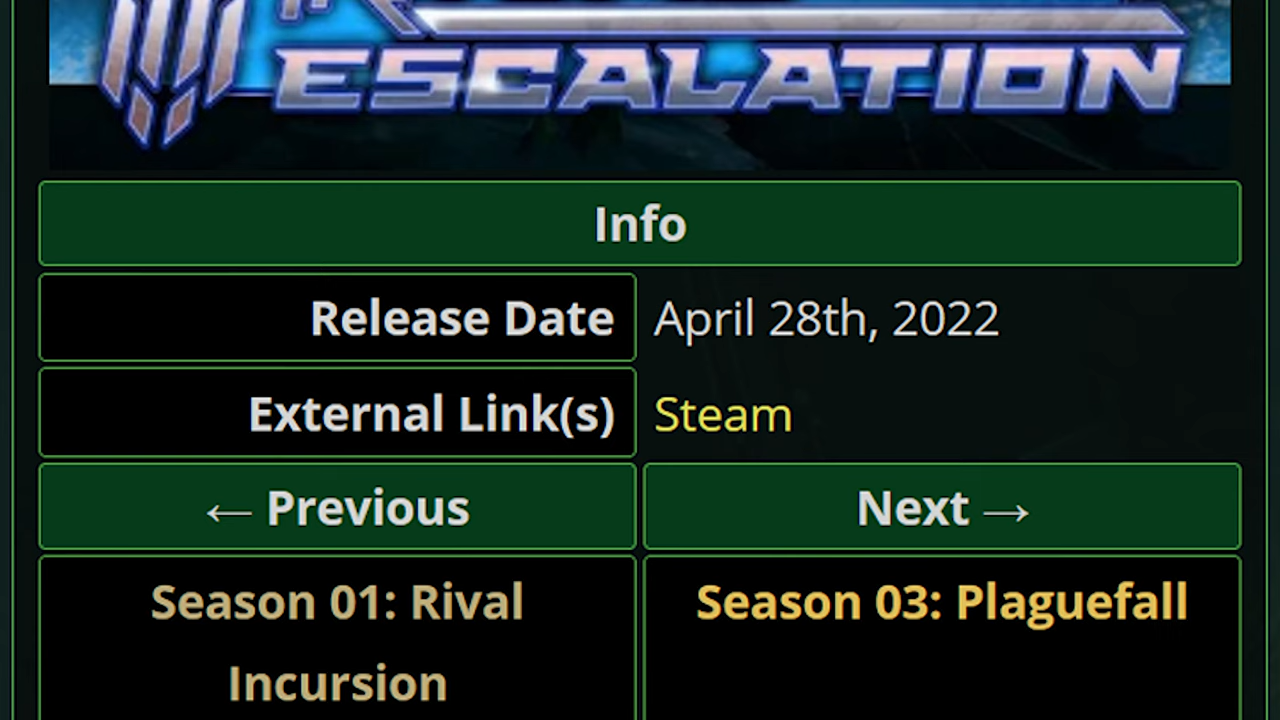 ESCALATION
Info
Release Date April 28th, 2022
External Link(s) Steam
← Previous Next →
Season 01: Rival Season 03: Plaguefall
Incursion